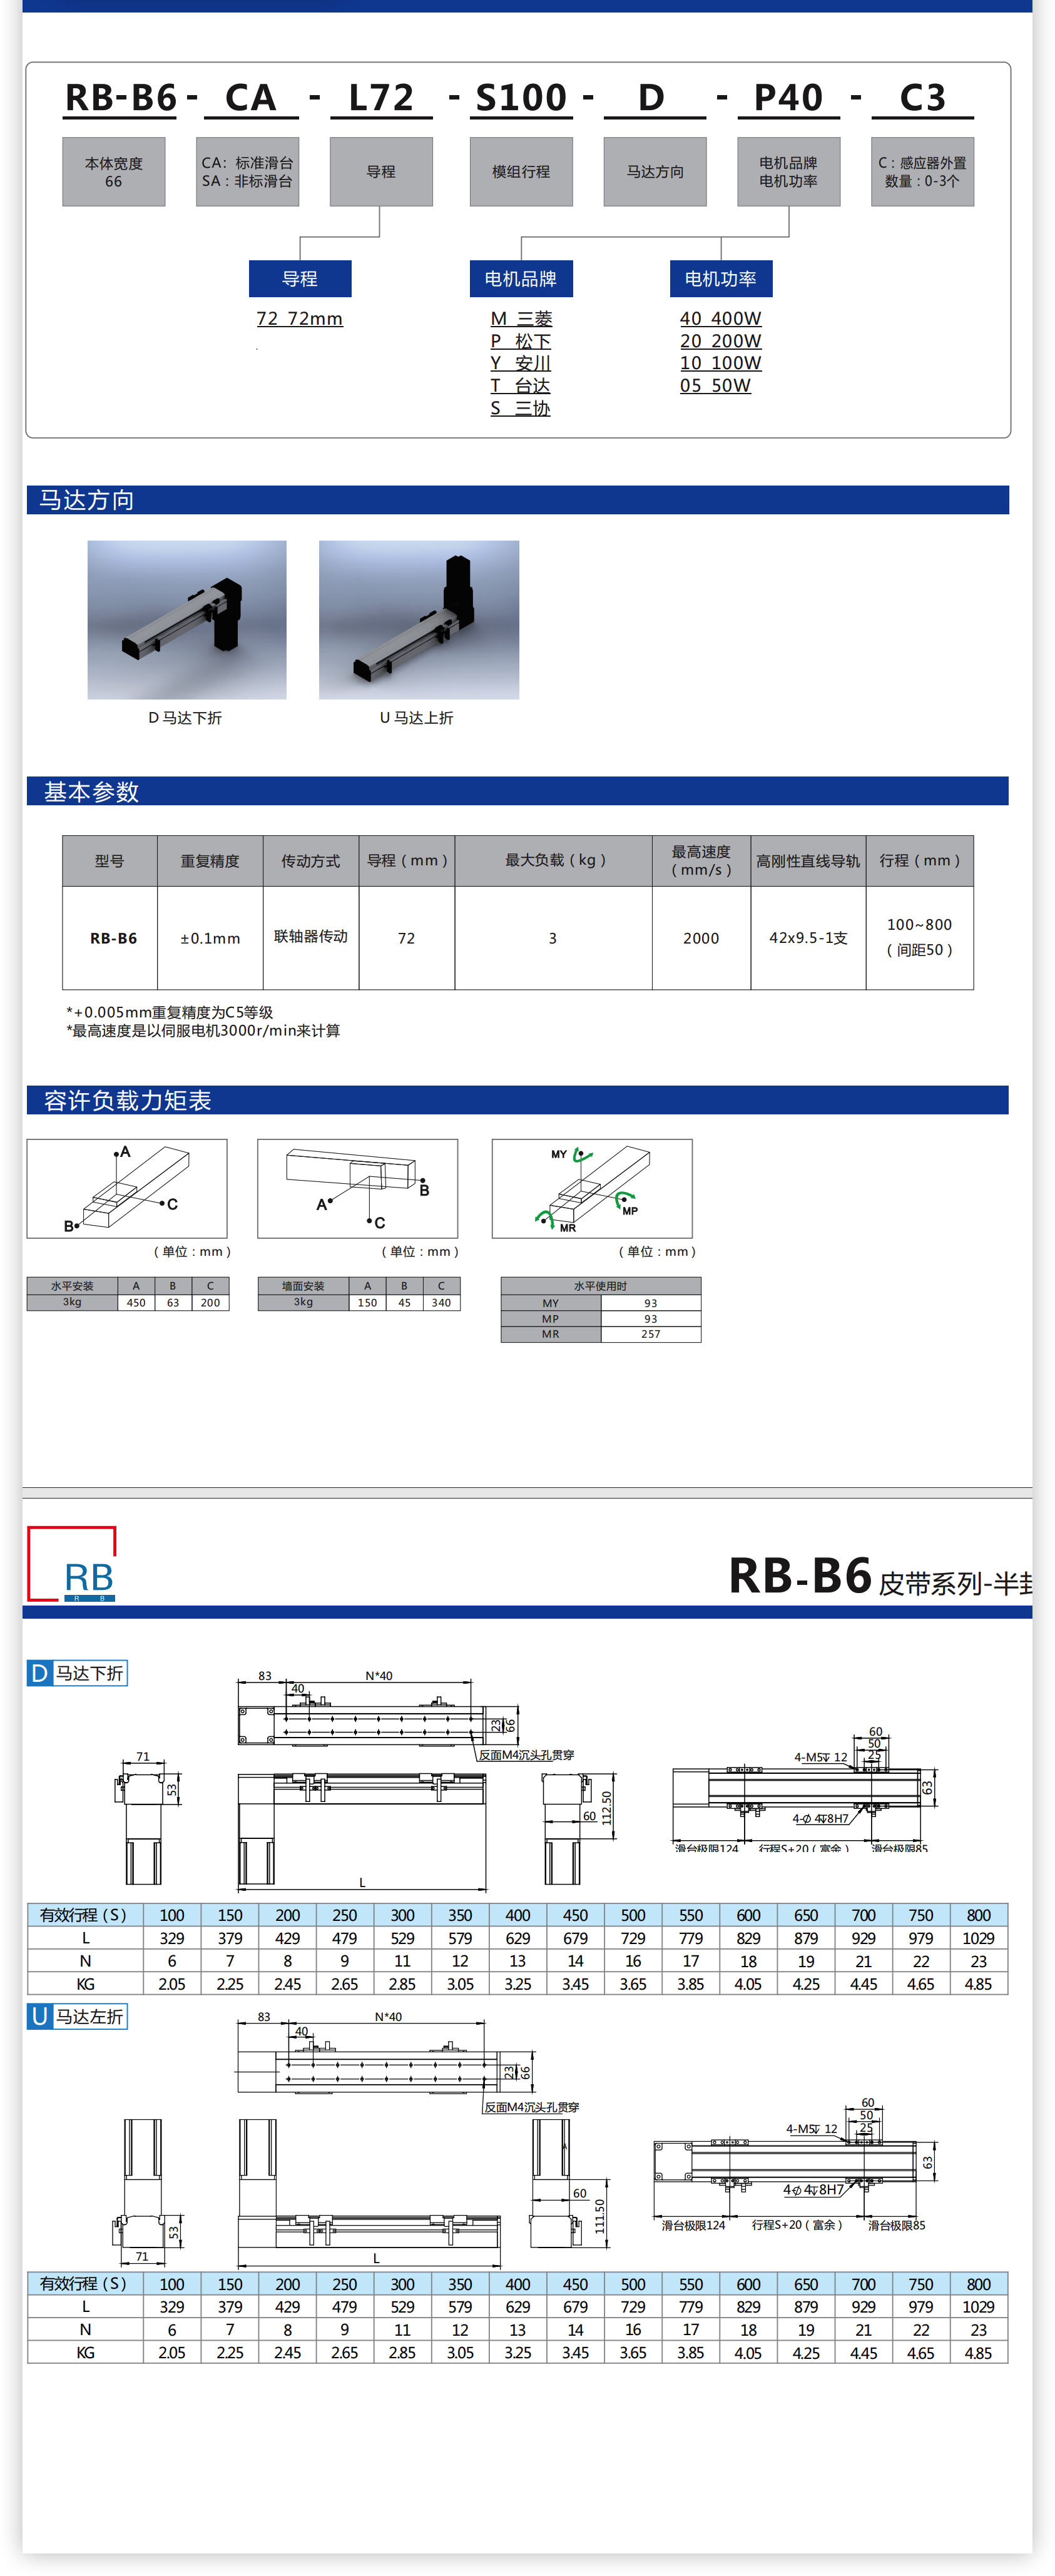 RB-B6 - CA - L72 - S100 - D - P40 - C3
本体宽度
66
CA：标准滑台
SA：非标滑台
导程
模组行程
马达方向
电机品牌
电机功率
C：感应器外置
数量：0-3个
导程
72 72mm
电机品牌
M 三菱
P 松下
Y 安川
T 台达
S 三协
电机功率
40 400W
20 200W
10 100W
05 50W
马达方向
D 马达下折
U 马达上折
基本参数
型号 重复精度 传动方式 导程（mm） 最大负载（kg） 最高速度（mm/s） 高刚性直线导轨 行程（mm）
RB-B6 ±0.1mm 联轴器传动 72 3 2000 42x9.5-1支 100~800（间距50）
*+0.005mm重复精度为C5等级
*最高速度是以伺服电机3000r/min来计算
容许负载力矩表
A
C
B
A
B
C
MY
MP
MR
（单位：mm） （单位：mm） （单位：mm）
水平安装 A B C
3kg 450 63 200
墙面安装 A B C
3kg 150 45 340
水平使用时
MY 93
MP 93
MR 257
RB
R B
RB-B6 皮带系列-半封
D 马达下折
83 N*40
40
23 66
反面M4沉头孔贯穿
71
53
60 112.50
L
60
50
25
4-M5↧ 12
63
4-Ø 4↧8H7
滑台极限124 行程S+20（富余） 滑台极限85
有效行程（S） 100 150 200 250 300 350 400 450 500 550 600 650 700 750 800
L 329 379 429 479 529 579 629 679 729 779 829 879 929 979 1029
N 6 7 8 9 11 12 13 14 16 17 18 19 21 22 23
KG 2.05 2.25 2.45 2.65 2.85 3.05 3.25 3.45 3.65 3.85 4.05 4.25 4.45 4.65 4.85
U 马达左折
83 N*40
40
23 66
反面M4沉头孔贯穿
A
60
111.50
53
71
L
60
50
25
4-M5↧ 12
63
4-Ø 4↧8H7
滑台极限124 行程S+20（富余） 滑台极限85
有效行程（S） 100 150 200 250 300 350 400 450 500 550 600 650 700 750 800
L 329 379 429 479 529 579 629 679 729 779 829 879 929 979 1029
N 6 7 8 9 11 12 13 14 16 17 18 19 21 22 23
KG 2.05 2.25 2.45 2.65 2.85 3.05 3.25 3.45 3.65 3.85 4.05 4.25 4.45 4.65 4.85